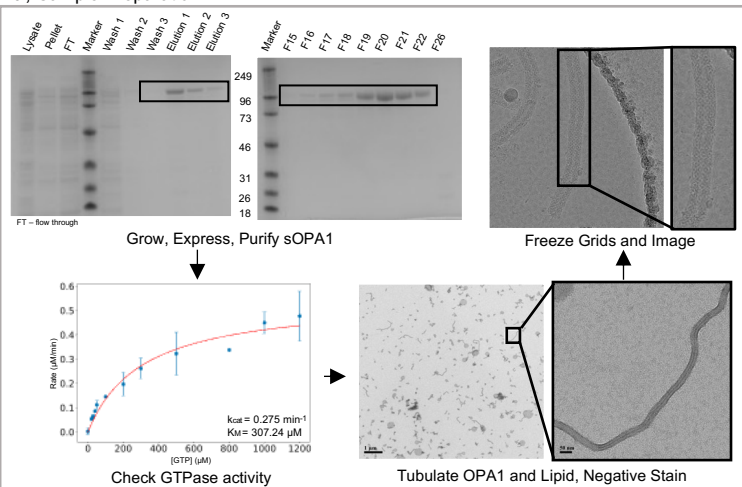 Lysate
Pellet
FT
Marker
Wash 1
Wash 2
Wash 3
Elution 1
Elution 2
Elution 3
Marker
F15
F16
F17
F18
F19
F20
F21
F22
F26
249
96
73
46
31
26
18
FT – flow through
Grow, Express, Purify sOPA1
Freeze Grids and Image
0.6
0.5
0.4
0.3
0.2
0.1
0.0
Rate (μM/min)
kcat = 0.275 min-1
KM = 307.24 μM
0 200 400 600 800 1000 1200
[GTP] (μM)
Check GTPase activity
1 μm
50 nm
Tubulate OPA1 and Lipid, Negative Stain